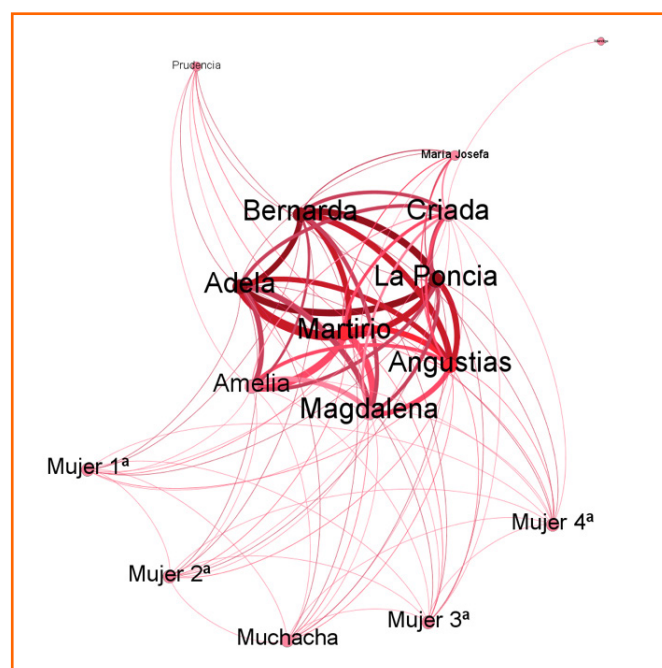 Prudencia
María Josefa
Bernarda
Criada
Adela
La Poncia
Martirio
Angustias
Amelia
Magdalena
Mujer 1ª
Mujer 4ª
Mujer 2ª
Mujer 3ª
Muchacha